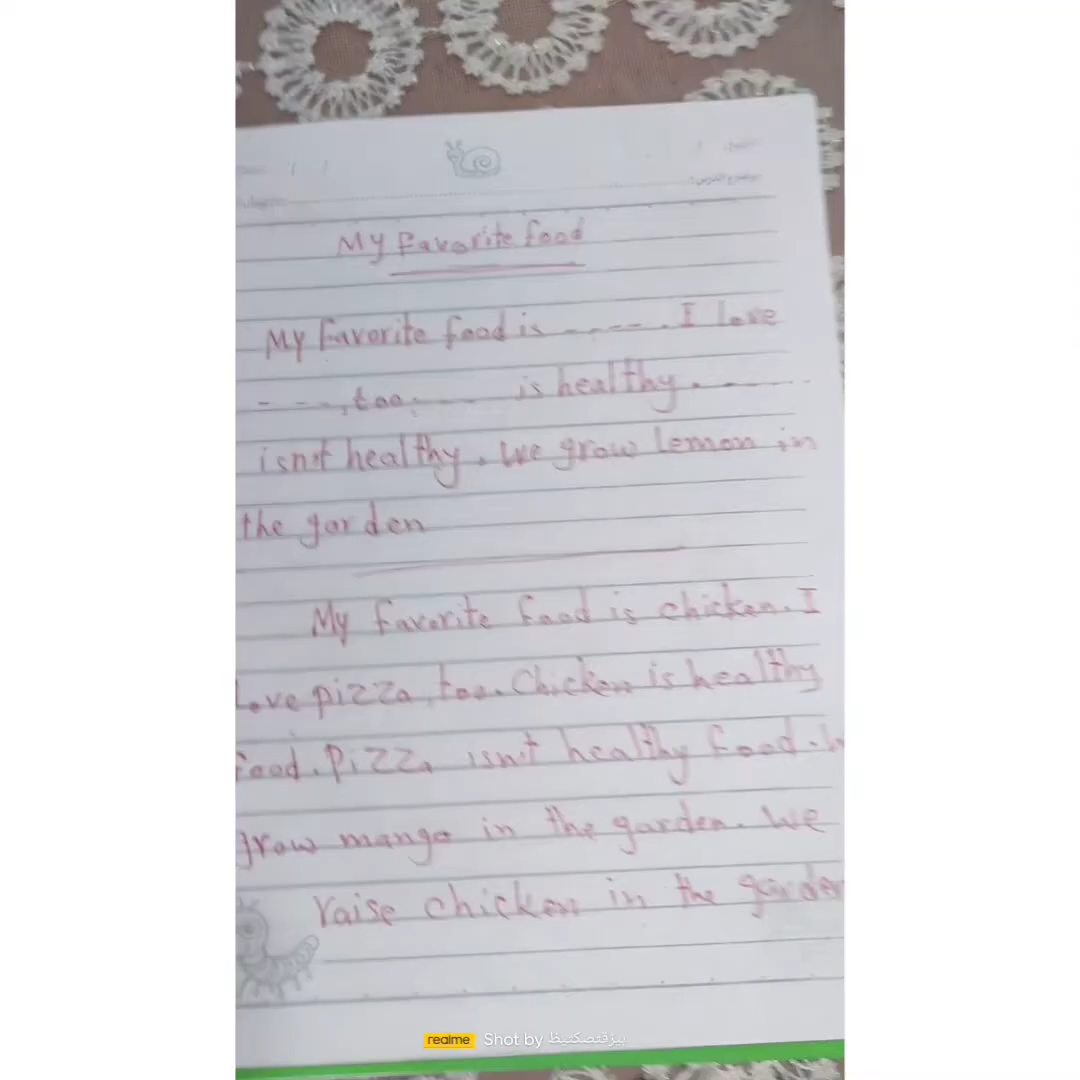 My Favorite food
My Favorite food is ----. I love
---, too. ---- is healthy. ----
isn't healthy. We grow lemon in
the garden
My favorite food is chicken. I
Love pizza, too. Chicken is healthy
Food. Pizza isn't healthy food.
grow mango in the garden. We
raise chicken in the garden
realme Shot by